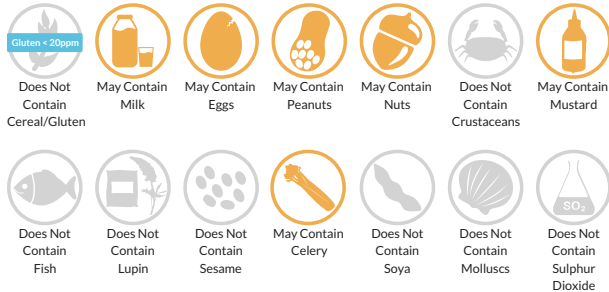 Gluten < 20ppm
Does Not
Contain
Cereal/Gluten
May Contain
Milk
May Contain
Eggs
May Contain
Peanuts
May Contain
Nuts
Does Not
Contain
Crustaceans
May Contain
Mustard
Does Not
Contain
Fish
Does Not
Contain
Lupin
Does Not
Contain
Sesame
May Contain
Celery
Does Not
Contain
Soya
Does Not
Contain
Molluscs
SO₂
Does Not
Contain
Sulphur
Dioxide